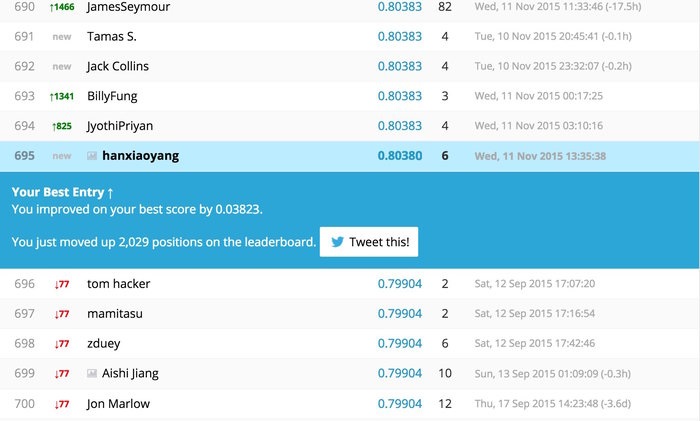 690 ↑1466 JamesSeymour 0.80383 82 Wed, 11 Nov 2015 11:33:46 (-17.5h)
691 new Tamas S. 0.80383 4 Tue, 10 Nov 2015 20:45:41 (-0.1h)
692 new Jack Collins 0.80383 4 Tue, 10 Nov 2015 23:32:07 (-0.2h)
693 ↑1341 BillyFung 0.80383 3 Wed, 11 Nov 2015 00:17:25
694 ↑825 JyothiPriyan 0.80383 4 Wed, 11 Nov 2015 03:10:16
695 new hanxiaoyang 0.80380 6 Wed, 11 Nov 2015 13:35:38
Your Best Entry ↑
You improved on your best score by 0.03823.
You just moved up 2,029 positions on the leaderboard. Tweet this!
696 ↓77 tom hacker 0.79904 2 Sat, 12 Sep 2015 17:07:20
697 ↓77 mamitasu 0.79904 2 Sat, 12 Sep 2015 17:16:54
698 ↓77 zduey 0.79904 6 Sat, 12 Sep 2015 17:42:46
699 ↓77 Aishi Jiang 0.79904 10 Sun, 13 Sep 2015 01:09:09 (-0.3h)
700 ↓77 Jon Marlow 0.79904 12 Thu, 17 Sep 2015 14:23:48 (-3.6d)